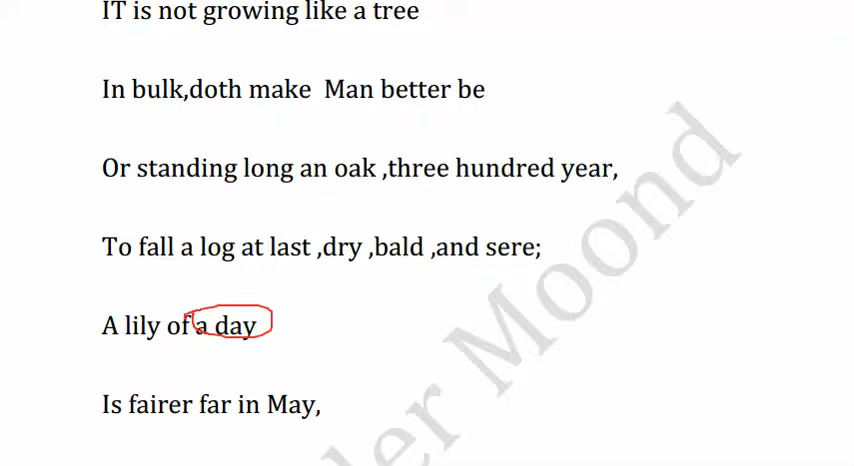 IT is not growing like a tree
In bulk,doth make  Man better be
Or standing long an oak ,three hundred year,
To fall a log at last ,dry ,bald ,and sere;
A lily of a day
Is fairer far in May,
der Moond